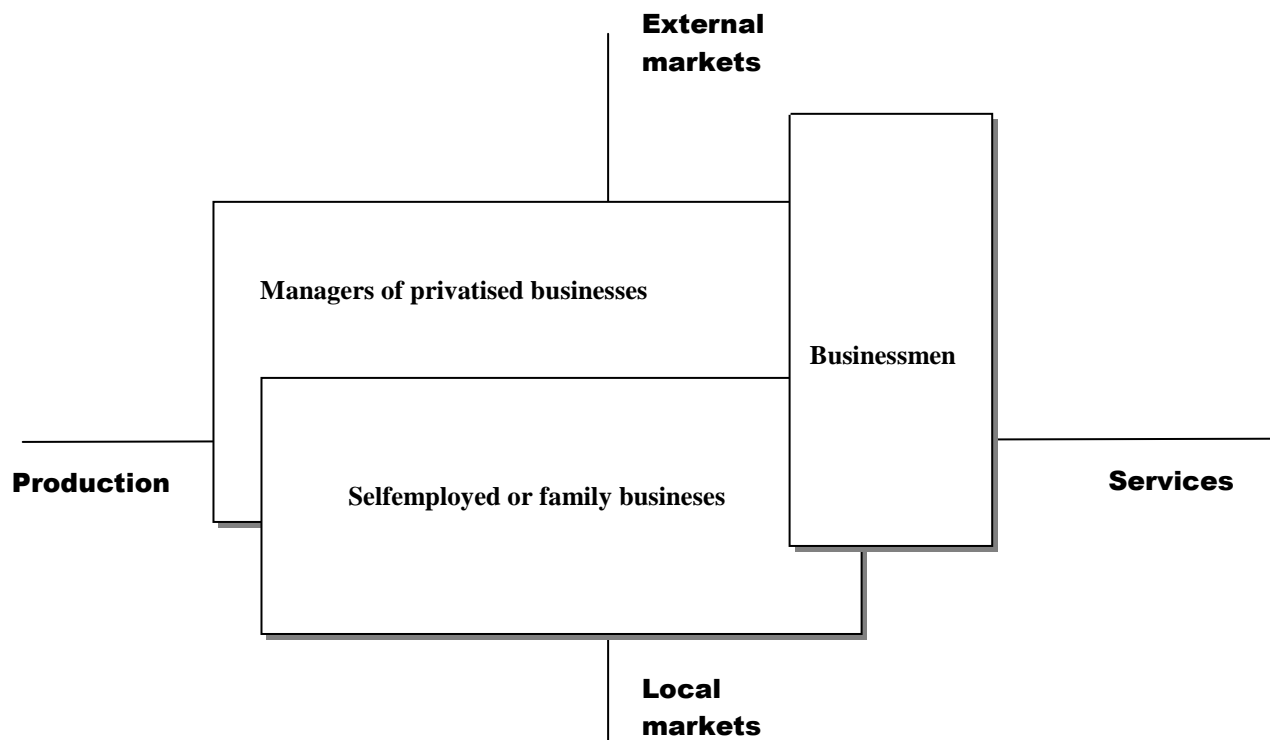 External
markets
Managers of privatised businesses
Businessmen
Production
Services
Selfemployed or family busineses
Local
markets